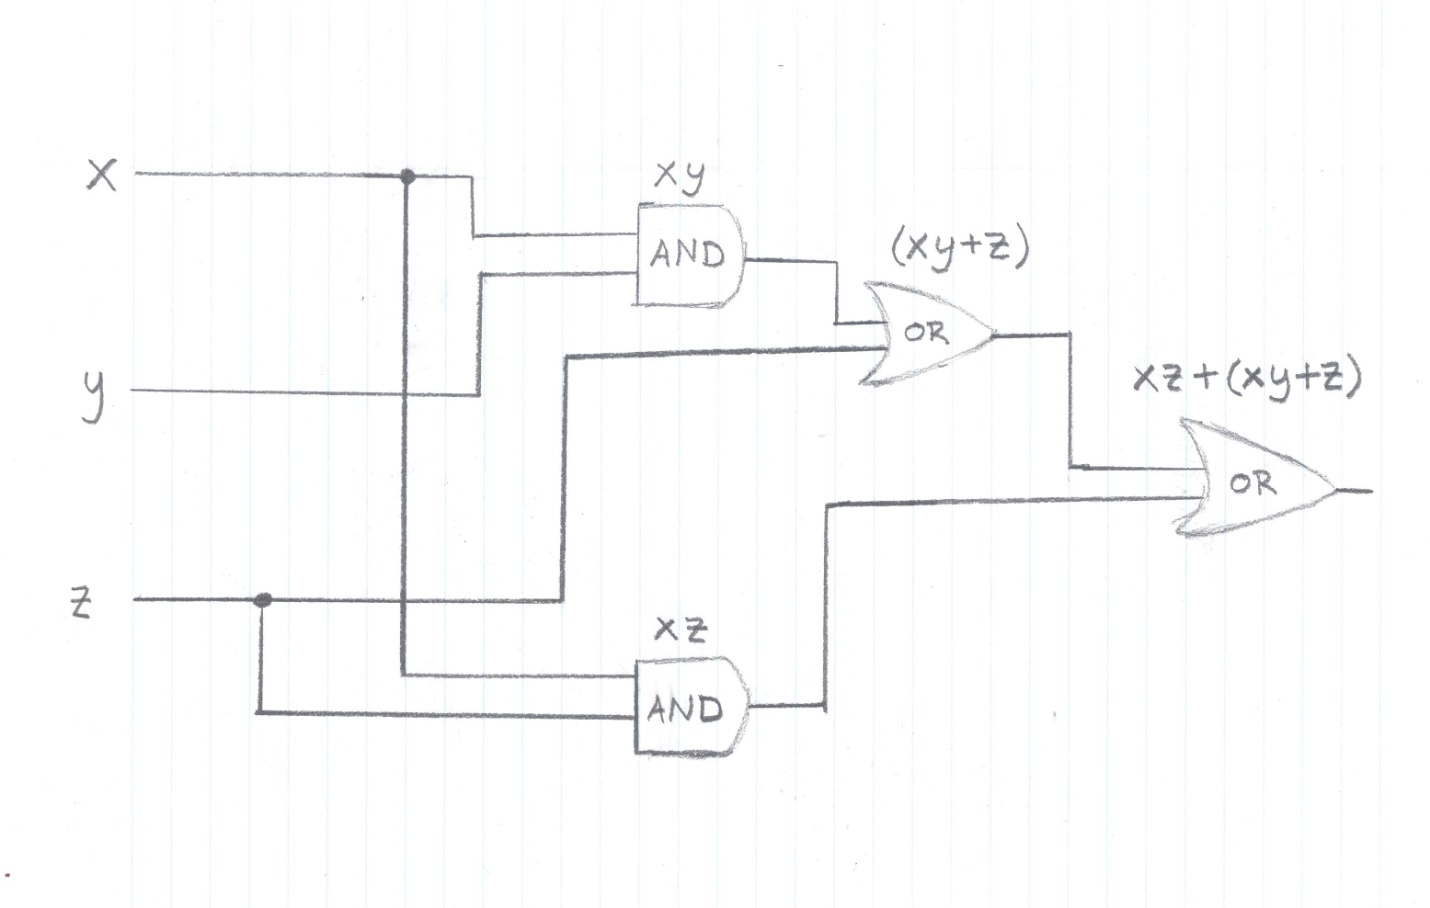 x
xy
AND
(xy+z)
OR
y
xz+(xy+z)
OR
z
xz
AND